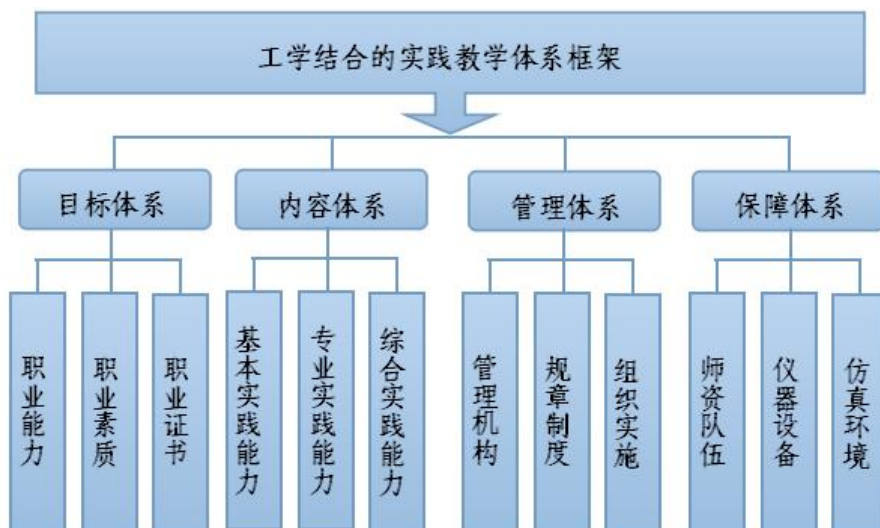 工学结合的实践教学体系框架
目标体系
内容体系
管理体系
保障体系
职业能力
职业素质
职业证书
基本实践能力
专业实践能力
综合实践能力
管理机构
规章制度
组织实施
师资队伍
仪器设备
仿真环境